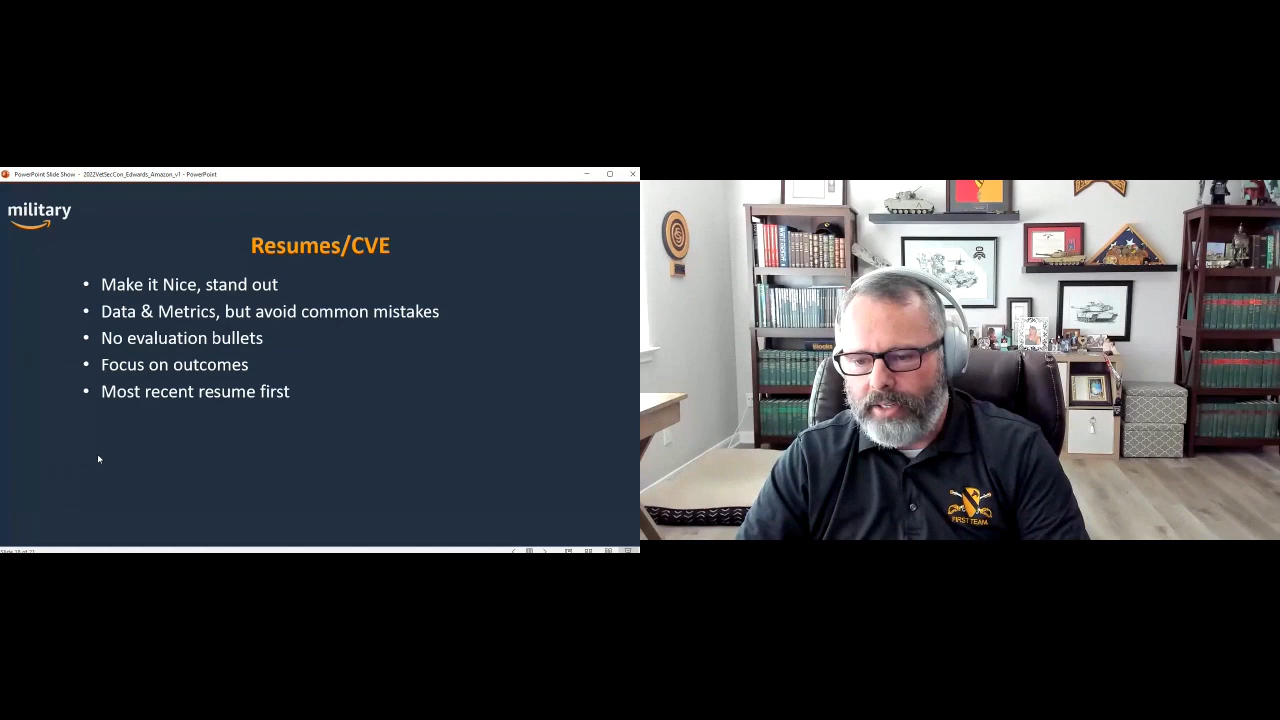 PowerPoint Slide Show - 2022VetSecCon_Edwards_Amazon_v1 - PowerPoint
military
Resumes/CVE
• Make it Nice, stand out
• Data & Metrics, but avoid common mistakes
• No evaluation bullets
• Focus on outcomes
• Most recent resume first
FIRST TEAM